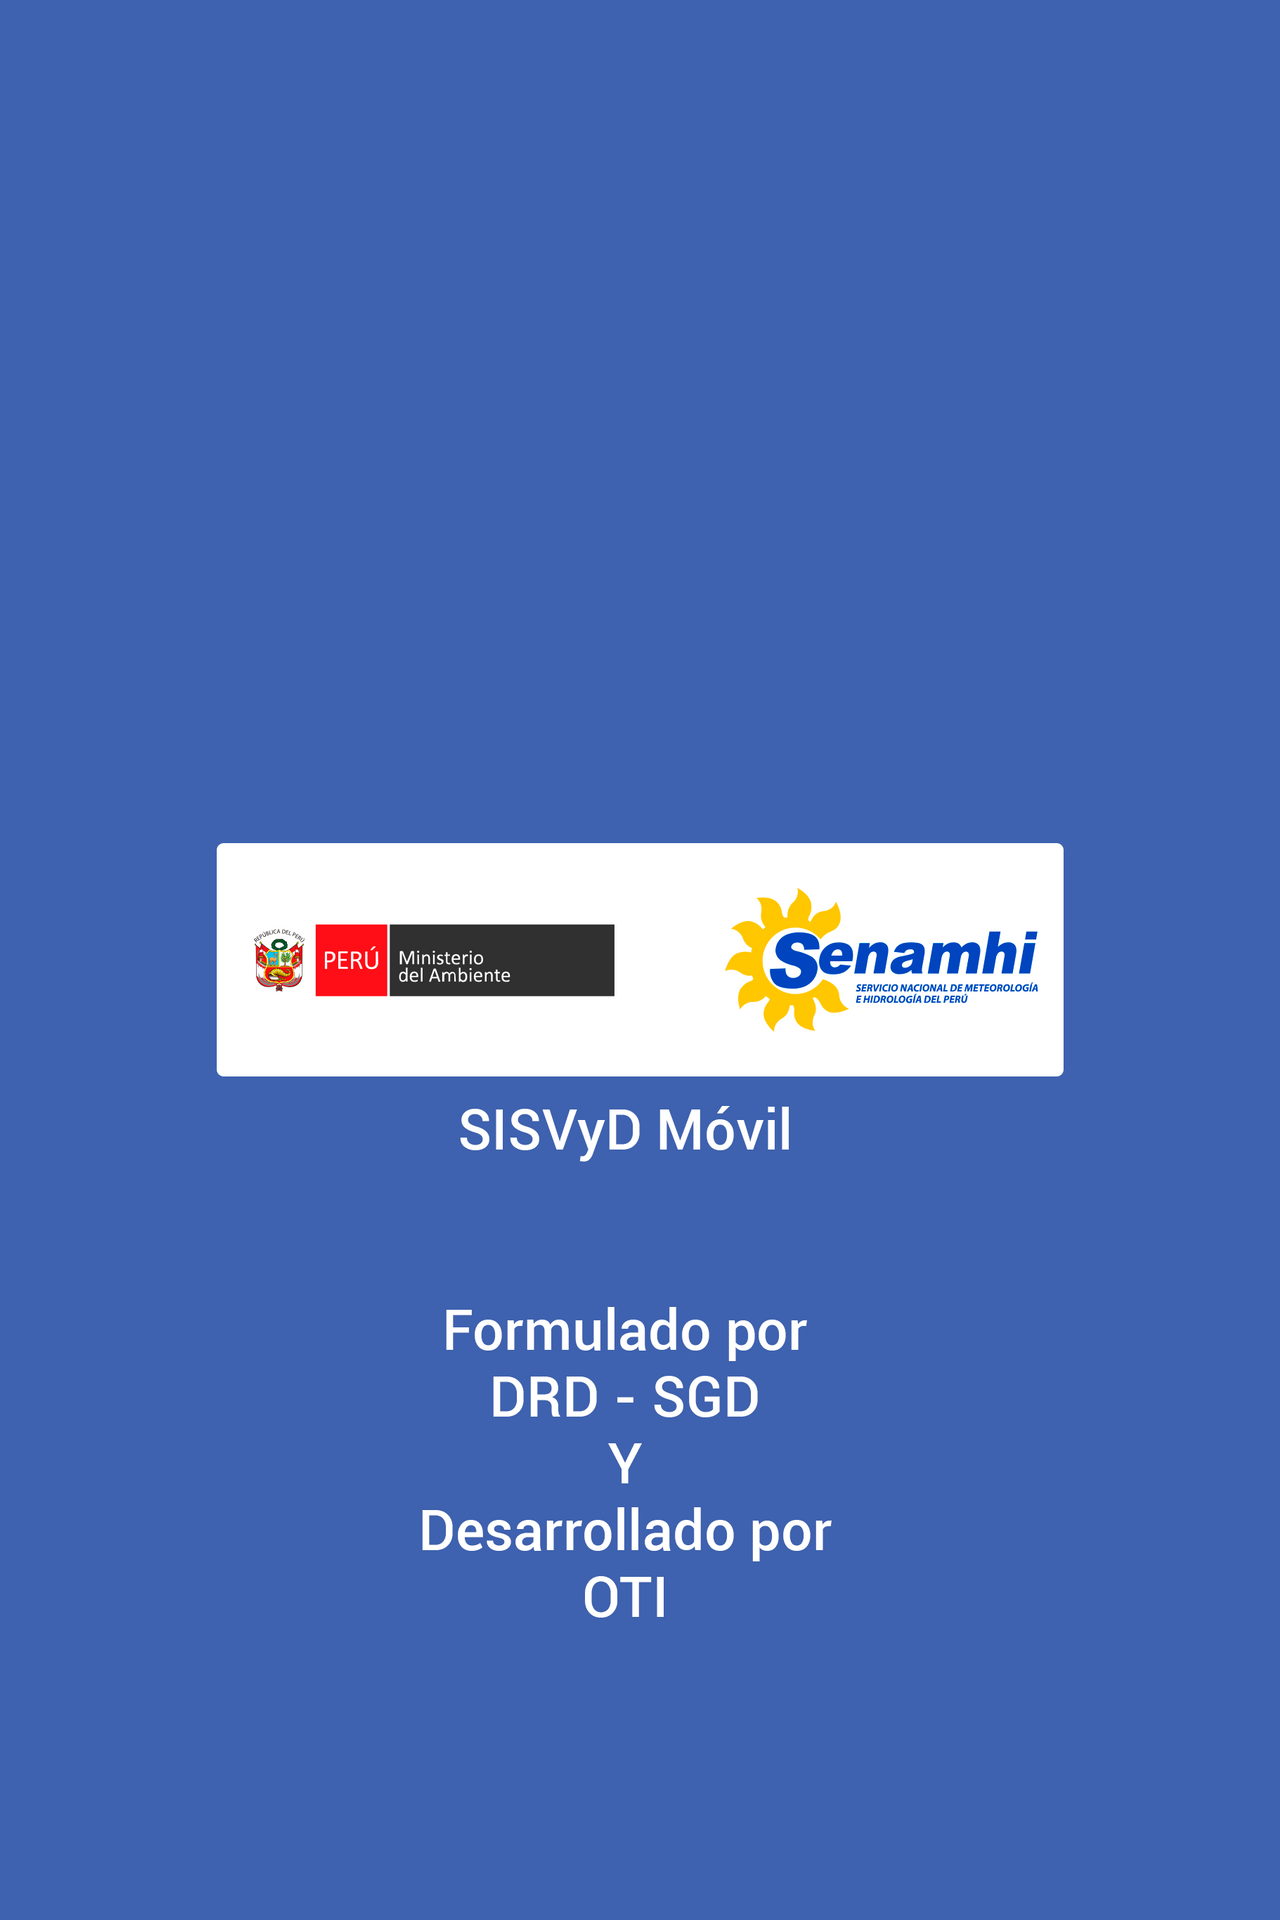 REPÚBLICA DEL PERÚ
PERÚ
Ministerio
del Ambiente
Senamhi
SERVICIO NACIONAL DE METEOROLOGÍA
E HIDROLOGÍA DEL PERÚ
SISVyD Móvil
Formulado por
DRD - SGD
Y
Desarrollado por
OTI